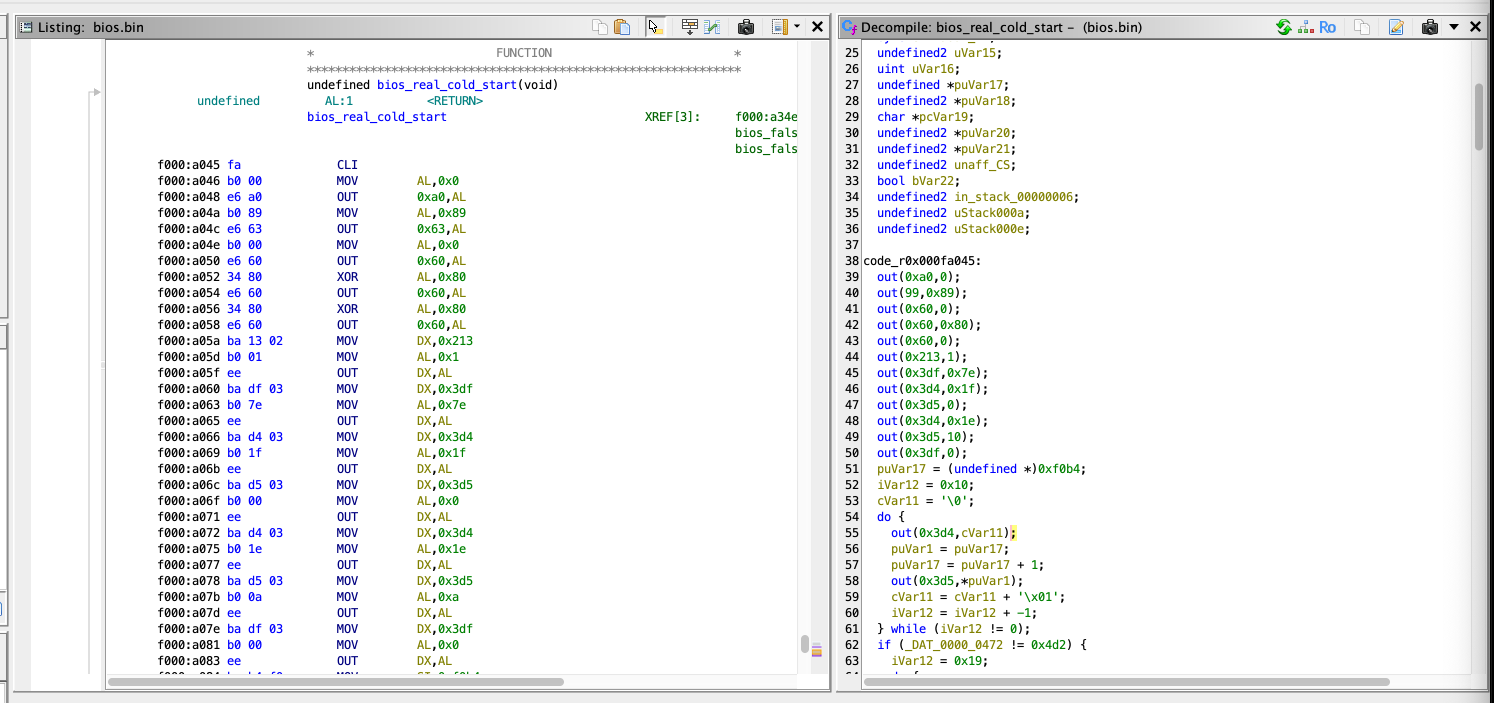 Listing: bios.bin
* FUNCTION *
**************************************************************
undefined bios_real_cold_start(void)
undefined AL:1 <RETURN>
bios_real_cold_start XREF[3]: f000:a34e
bios_fals
bios_fals
f000:a045 fa CLI
f000:a046 b0 00 MOV AL,0x0
f000:a048 e6 a0 OUT 0xa0,AL
f000:a04a b0 89 MOV AL,0x89
f000:a04c e6 63 OUT 0x63,AL
f000:a04e b0 00 MOV AL,0x0
f000:a050 e6 60 OUT 0x60,AL
f000:a052 34 80 XOR AL,0x80
f000:a054 e6 60 OUT 0x60,AL
f000:a056 34 80 XOR AL,0x80
f000:a058 e6 60 OUT 0x60,AL
f000:a05a ba 13 02 MOV DX,0x213
f000:a05d b0 01 MOV AL,0x1
f000:a05f ee OUT DX,AL
f000:a060 ba df 03 MOV DX,0x3df
f000:a063 b0 7e MOV AL,0x7e
f000:a065 ee OUT DX,AL
f000:a066 ba d4 03 MOV DX,0x3d4
f000:a069 b0 1f MOV AL,0x1f
f000:a06b ee OUT DX,AL
f000:a06c ba d5 03 MOV DX,0x3d5
f000:a06f b0 00 MOV AL,0x0
f000:a071 ee OUT DX,AL
f000:a072 ba d4 03 MOV DX,0x3d4
f000:a075 b0 1e MOV AL,0x1e
f000:a077 ee OUT DX,AL
f000:a078 ba d5 03 MOV DX,0x3d5
f000:a07b b0 0a MOV AL,0xa
f000:a07d ee OUT DX,AL
f000:a07e ba df 03 MOV DX,0x3df
f000:a081 b0 00 MOV AL,0x0
f000:a083 ee OUT DX,AL
Decompile: bios_real_cold_start – (bios.bin)
Ro
25 undefined2 uVar15;
26 uint uVar16;
27 undefined *puVar17;
28 undefined2 *puVar18;
29 char *pcVar19;
30 undefined2 *puVar20;
31 undefined2 *puVar21;
32 undefined2 unaff_CS;
33 bool bVar22;
34 undefined2 in_stack_00000006;
35 undefined2 uStack000a;
36 undefined2 uStack000e;
37
38 code_r0x000fa045:
39 out(0xa0,0);
40 out(99,0x89);
41 out(0x60,0);
42 out(0x60,0x80);
43 out(0x60,0);
44 out(0x213,1);
45 out(0x3df,0x7e);
46 out(0x3d4,0x1f);
47 out(0x3d5,0);
48 out(0x3d4,0x1e);
49 out(0x3d5,10);
50 out(0x3df,0);
51 puVar17 = (undefined *)0xf0b4;
52 iVar12 = 0x10;
53 cVar11 = '\0';
54 do {
55 out(0x3d4,cVar11);
56 puVar1 = puVar17;
57 puVar17 = puVar17 + 1;
58 out(0x3d5,*puVar1);
59 cVar11 = cVar11 + '\x01';
60 iVar12 = iVar12 + -1;
61 } while (iVar12 != 0);
62 if (_DAT_0000_0472 != 0x4d2) {
63 iVar12 = 0x19;